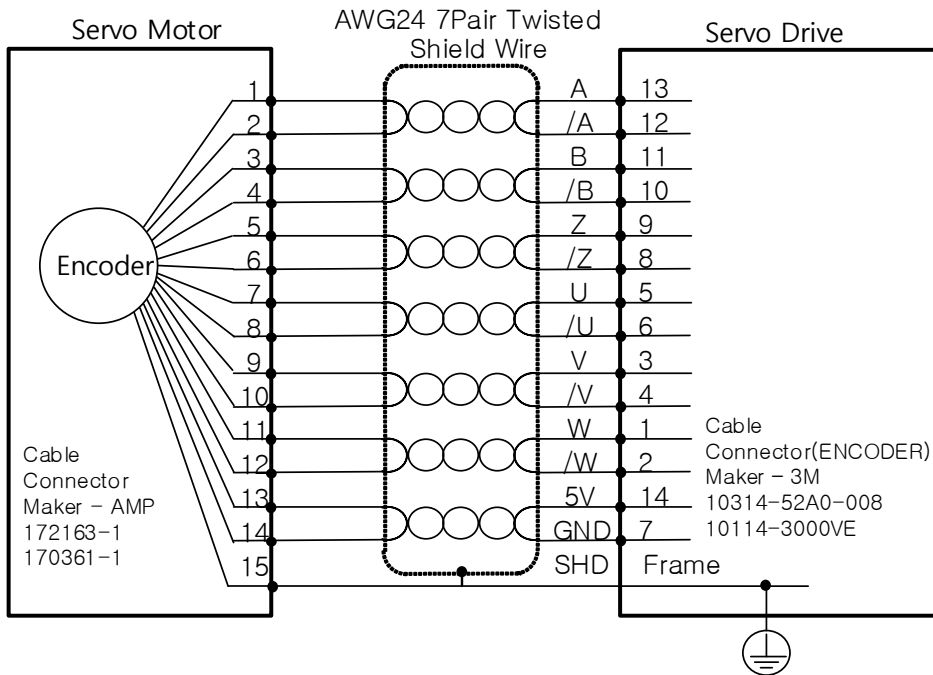 Servo Motor
AWG24 7Pair Twisted
Shield Wire
Servo Drive
1 A 13
2 /A 12
3 B 11
4 /B 10
5 Z 9
6 /Z 8
7 U 5
8 /U 6
9 V 3
10 /V 4
11 W 1
12 /W 2
13 5V 14
14 GND 7
15 SHD Frame
Encoder
Cable
Connector
Maker - AMP
172163-1
170361-1
Cable
Connector(ENCODER)
Maker - 3M
10314-52A0-008
10114-3000VE